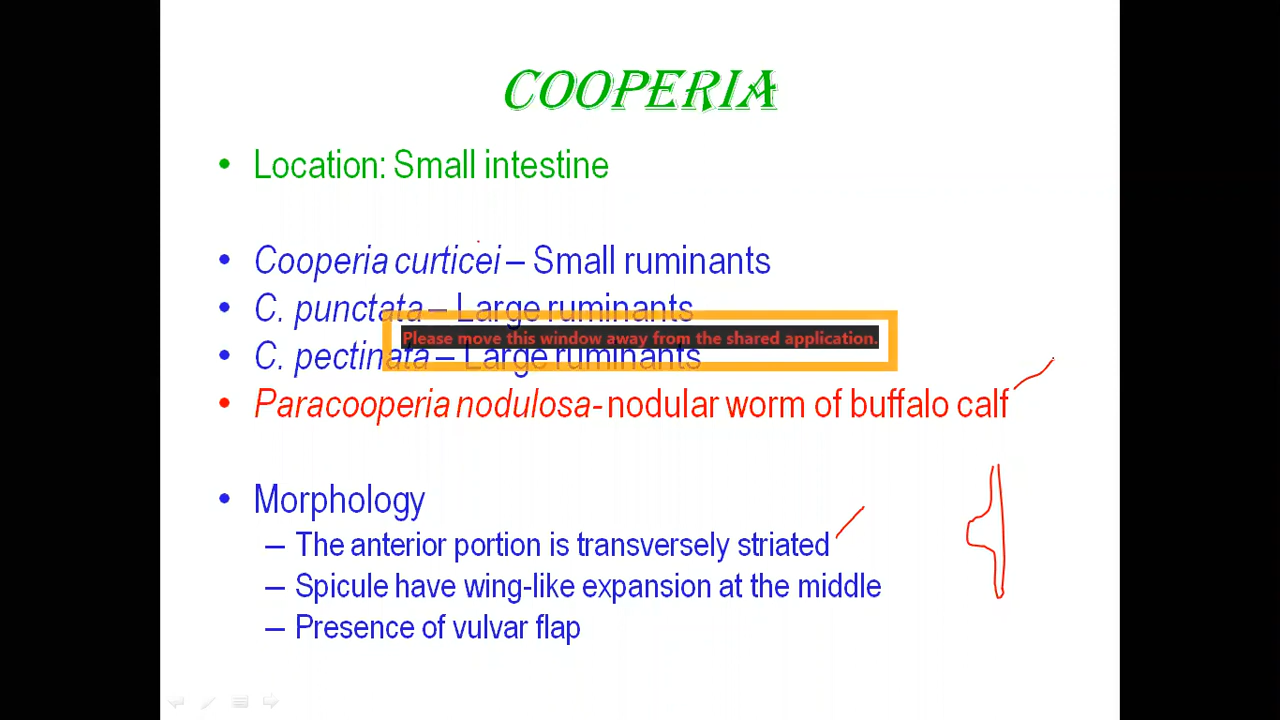 COOPERIA
• Location: Small intestine
• Cooperia curticei – Small ruminants
• C. punctata – Large ruminants
Please move this window away from the shared application.
• C. pectinata – Large ruminants
• Paracooperia nodulosa- nodular worm of buffalo calf
• Morphology
– The anterior portion is transversely striated
– Spicule have wing-like expansion at the middle
– Presence of vulvar flap